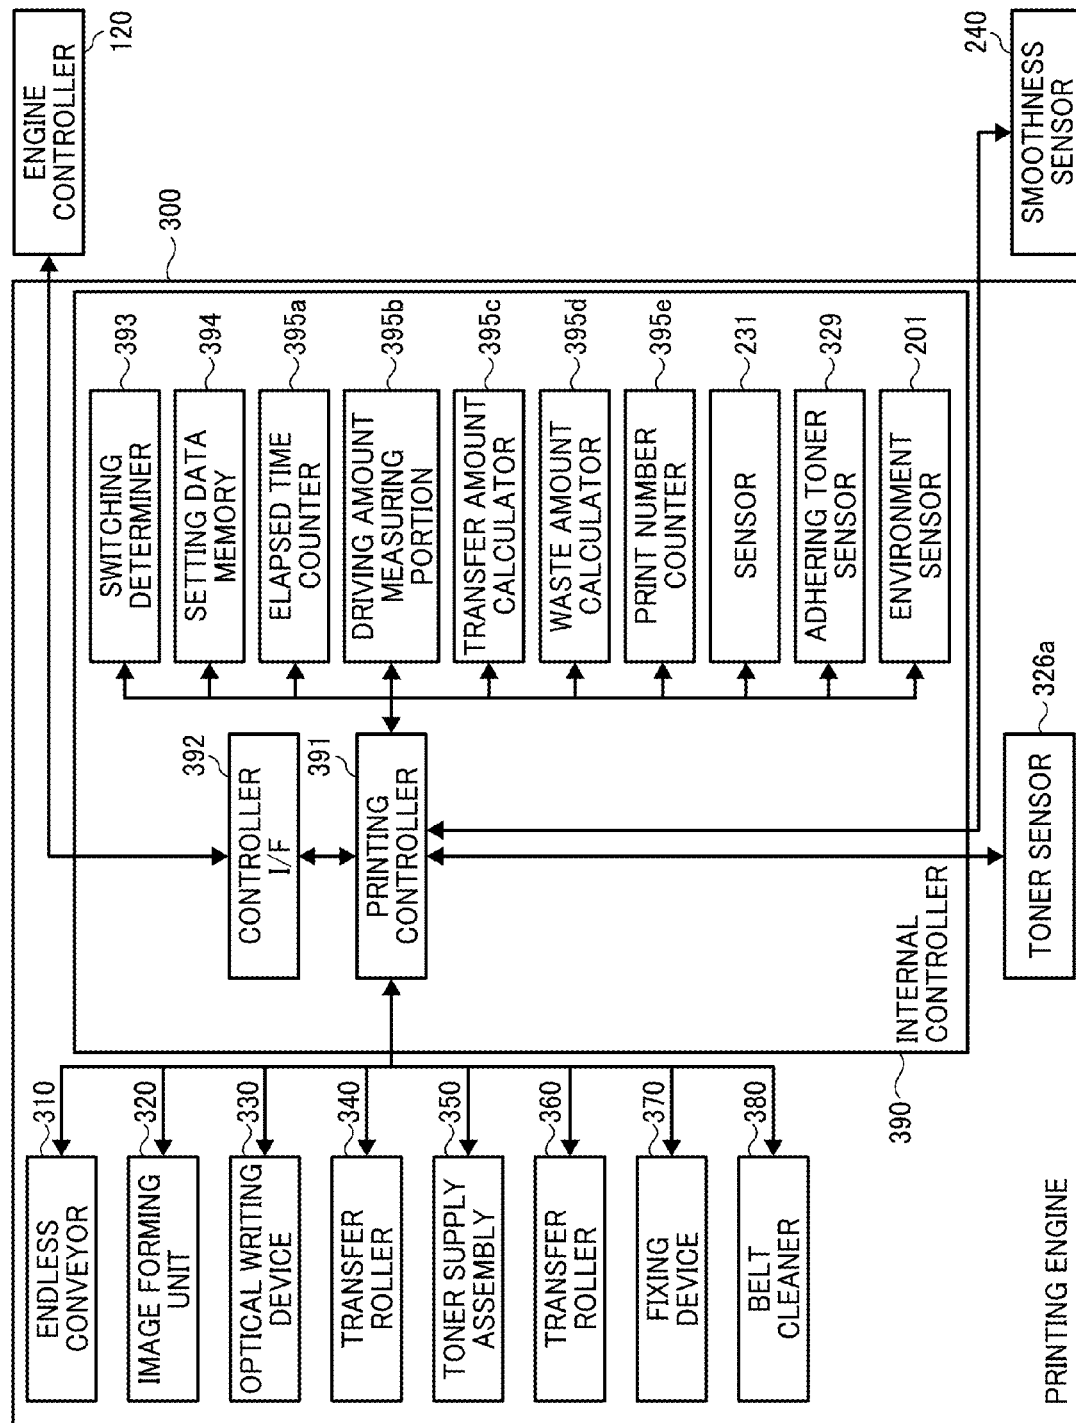 ENGINE
CONTROLLER
120
300
SMOOTHNESS
SENSOR
240
ENDLESS
CONVEYOR
310
IMAGE FORMING
UNIT
320
OPTICAL WRITING
DEVICE
330
TRANSFER
ROLLER
340
TONER SUPPLY
ASSEMBLY
350
TRANSFER
ROLLER
360
FIXING
DEVICE
370
BELT
CLEANER
380
CONTROLLER
I/F
392
PRINTING
CONTROLLER
391
SWITCHING
DETERMINER
393
SETTING DATA
MEMORY
394
ELAPSED TIME
COUNTER
395a
DRIVING AMOUNT
MEASURING
PORTION
395b
TRANSFER AMOUNT
CALCULATOR
395c
WASTE AMOUNT
CALCULATOR
395d
PRINT NUMBER
COUNTER
395e
SENSOR
231
ADHERING TONER
SENSOR
329
ENVIRONMENT
SENSOR
201
INTERNAL
CONTROLLER
390
TONER SENSOR
326a
PRINTING ENGINE